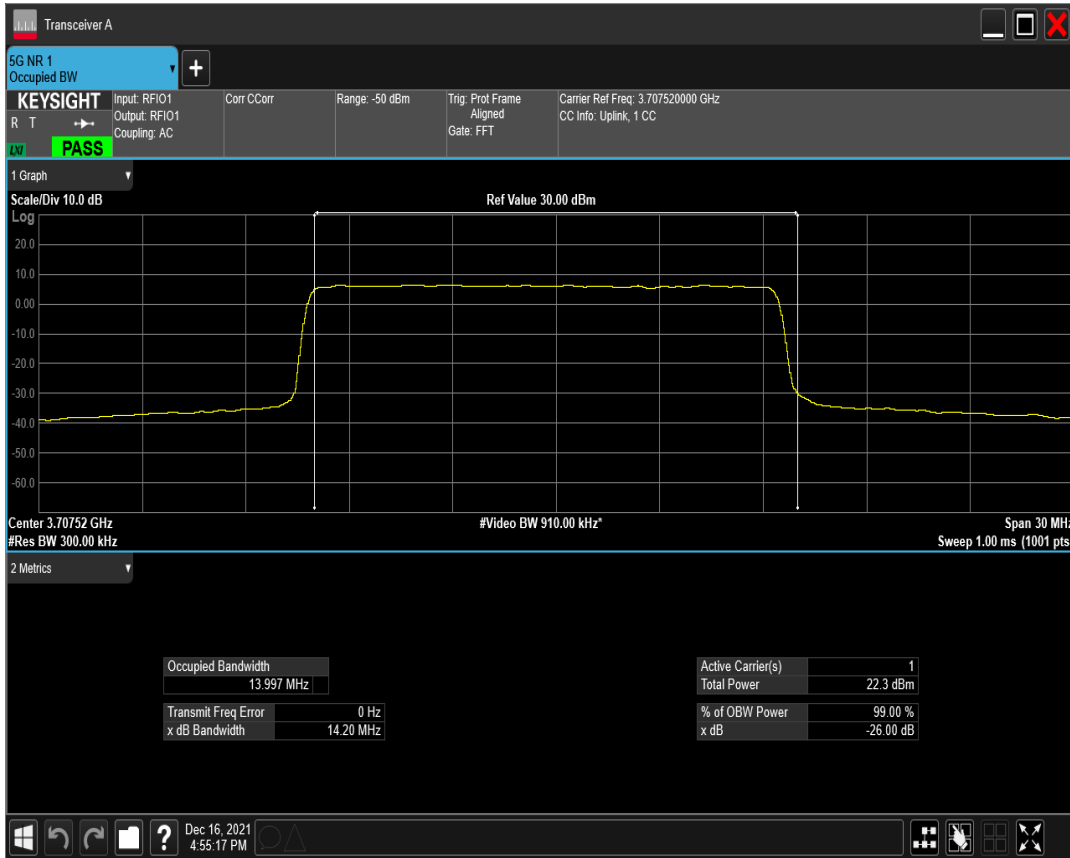 Transceiver A
5G NR 1
Occupied BW
KEYSIGHT
R T
LXI
PASS
Input: RFIO1
Output: RFIO1
Coupling: AC
Corr CCorr
Range: -50 dBm
Trig: Prot Frame
Aligned
Gate: FFT
Carrier Ref Freq: 3.707520000 GHz
CC Info: Uplink, 1 CC
1 Graph
Scale/Div 10.0 dB
Ref Value 30.00 dBm
Log
20.0
10.0
0.00
-10.0
-20.0
-30.0
-40.0
-50.0
-60.0
Center 3.70752 GHz
#Video BW 910.00 kHz*
Span 30 MHz
#Res BW 300.00 kHz
Sweep 1.00 ms (1001 pts
2 Metrics
Occupied Bandwidth
13.997 MHz
Transmit Freq Error 0 Hz
x dB Bandwidth 14.20 MHz
Active Carrier(s) 1
Total Power 22.3 dBm
% of OBW Power 99.00 %
x dB -26.00 dB
?
Dec 16, 2021
4:55:17 PM